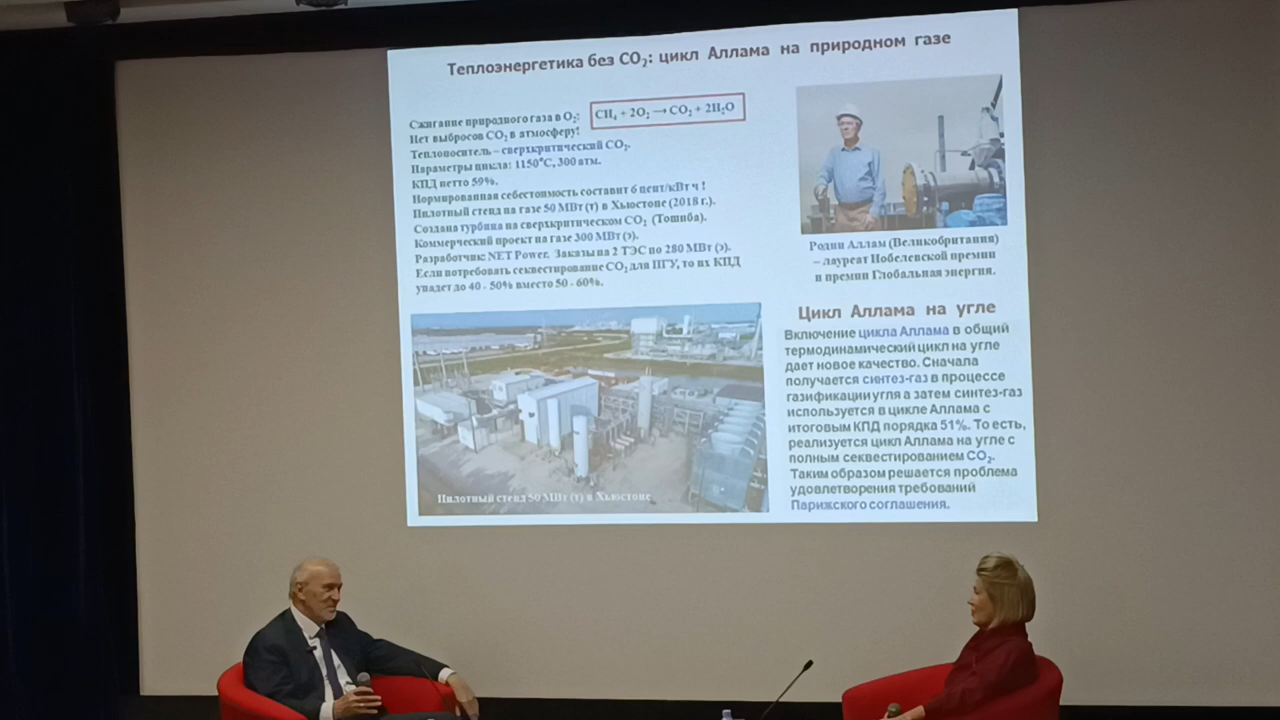 Теплоэнергетика без CO₂: цикл Аллама на природном газе
Сжигание природного газа в O₂:
CH₄ + 2O₂ → CO₂ + 2H₂O
Нет выбросов CO₂ в атмосферу!
Теплоноситель – сверхкритический CO₂.
Параметры цикла: 1150°С, 300 атм.
КПД нетто 59%.
Нормированная себестоимость составит 6 цент/кВт ч !
Пилотный стенд на газе 50 МВт (т) в Хьюстоне (2018 г.).
Создана турбина на сверхкритическом CO₂ (Тошиба).
Коммерческий проект на газе 300 МВт (э).
Разработчик: NET Power. Заказы на 2 ТЭС по 280 МВт (э).
Если потребовать секвестирование CO₂ для ПГУ, то их КПД
упадет до 40 - 50% вместо 50 - 60%.
Пилотный стенд 50 МВт (т) в Хьюстоне
Родни Аллам (Великобритания)
– лауреат Нобелевской премии
и премии Глобальная энергия.
Цикл Аллама на угле
Включение цикла Аллама в общий
термодинамический цикл на угле
дает новое качество. Сначала
получается синтез-газ в процессе
газификации угля а затем синтез-газ
используется в цикле Аллама с
итоговым КПД порядка 51%. То есть,
реализуется цикл Аллама на угле с
полным секвестированием CO₂.
Таким образом решается проблема
удовлетворения требований
Парижского соглашения.